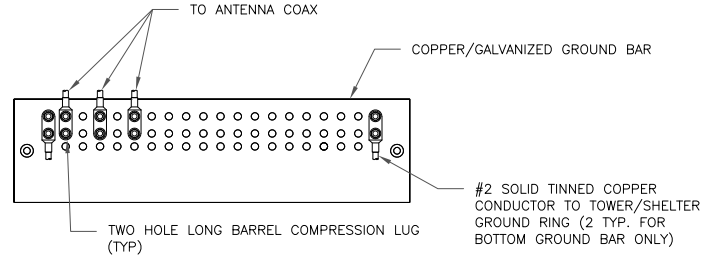 TO ANTENNA COAX
COPPER/GALVANIZED GROUND BAR
#2 SOLID TINNED COPPER
CONDUCTOR TO TOWER/SHELTER
GROUND RING (2 TYP. FOR
BOTTOM GROUND BAR ONLY)
TWO HOLE LONG BARREL COMPRESSION LUG
(TYP)